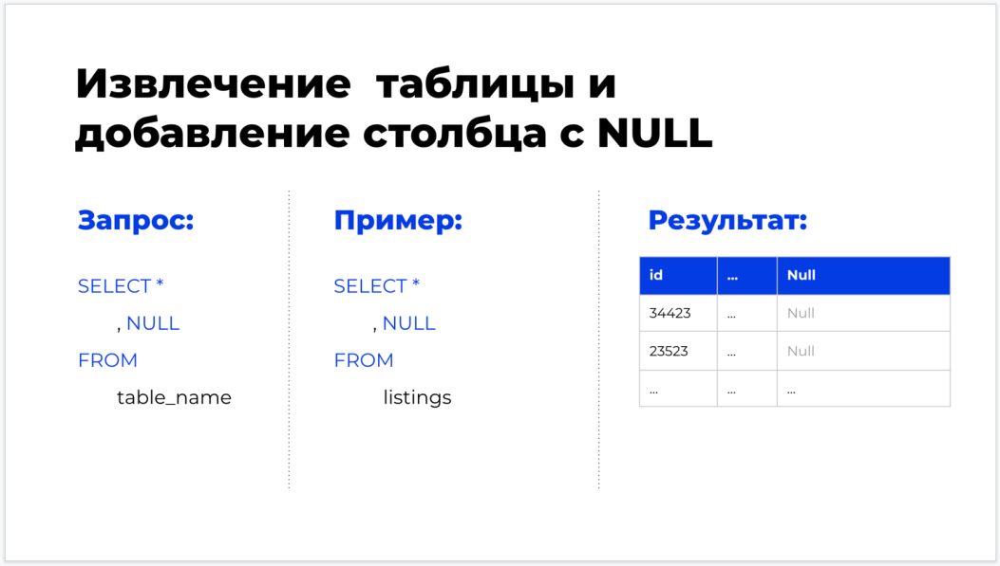 Извлечение таблицы и
добавление столбца с NULL
Запрос:
SELECT *
, NULL
FROM
table_name
Пример:
SELECT *
, NULL
FROM
listings
Результат:
id ... Null
34423 ... Null
23523 ... Null
... ... ...